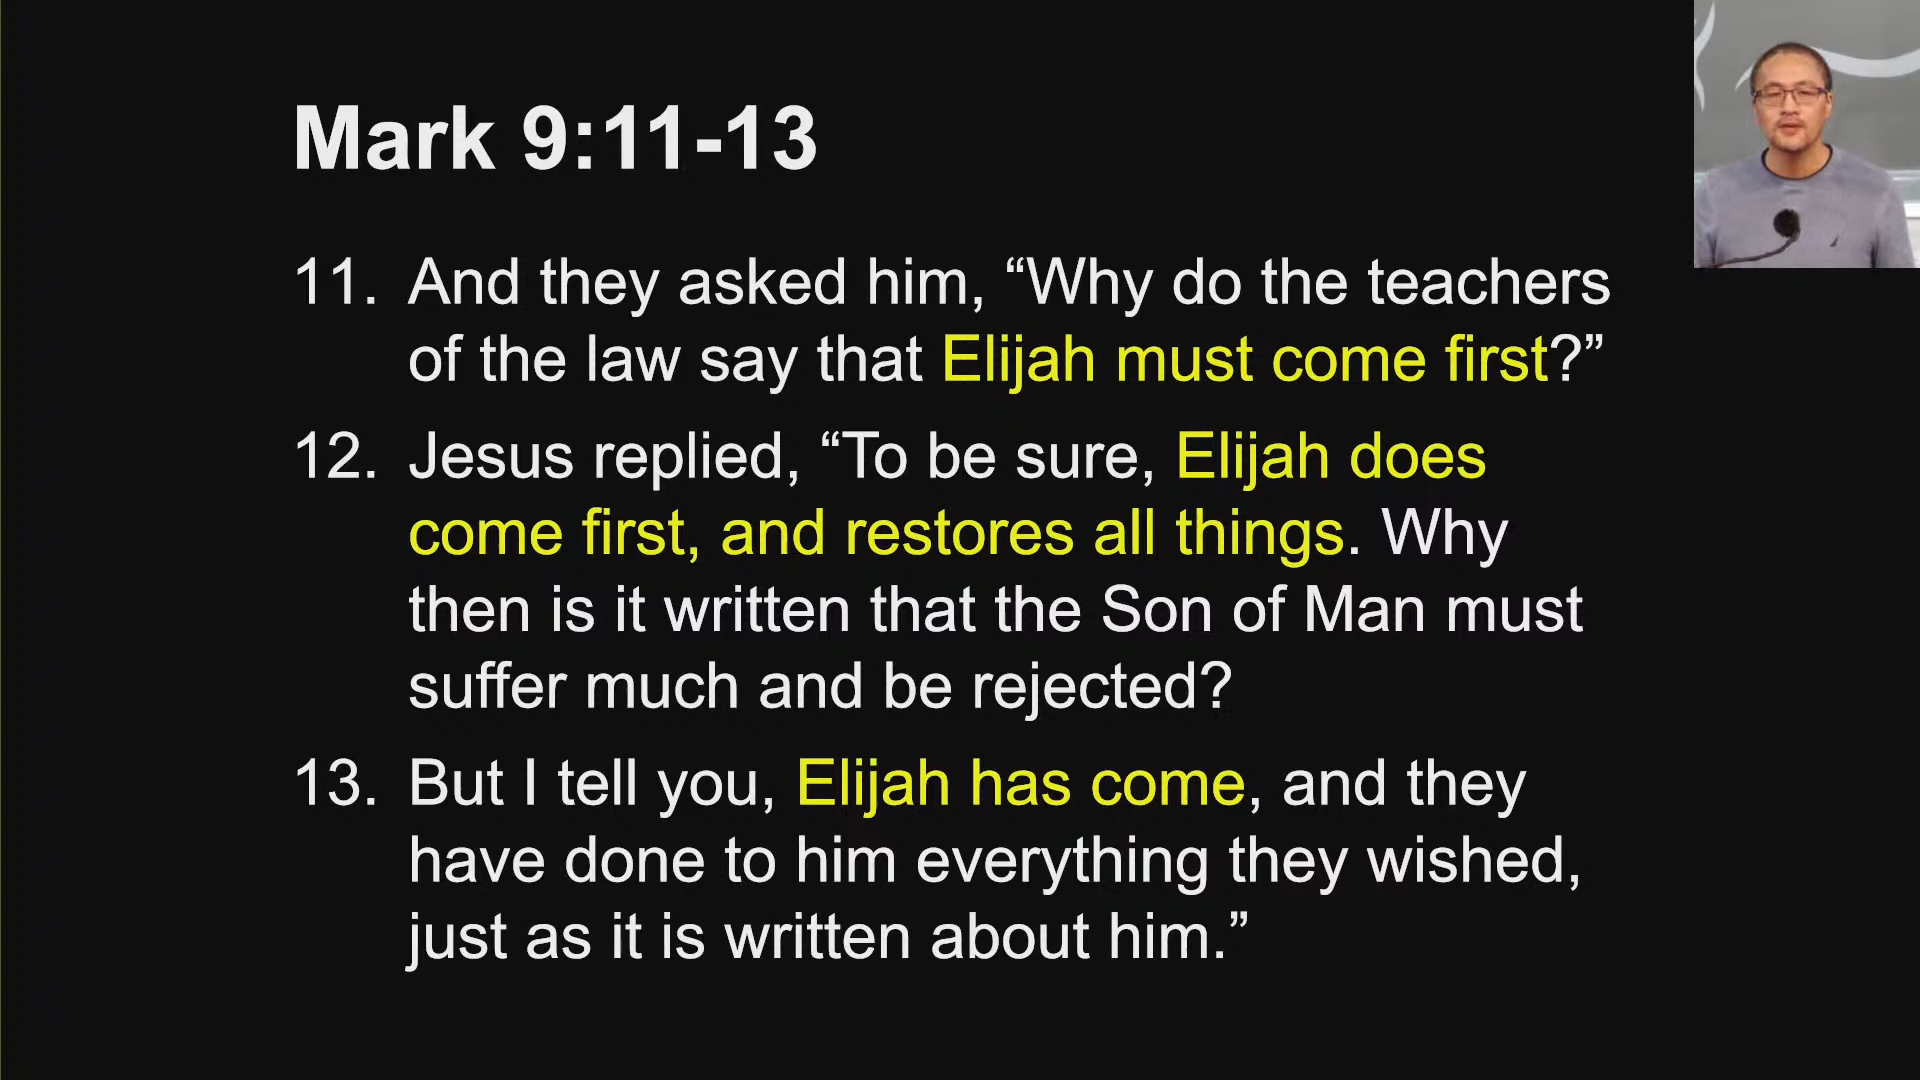 Mark 9:11-13
11. And they asked him, “Why do the teachers
of the law say that Elijah must come first?”
12. Jesus replied, “To be sure, Elijah does
come first, and restores all things. Why
then is it written that the Son of Man must
suffer much and be rejected?
13. But I tell you, Elijah has come, and they
have done to him everything they wished,
just as it is written about him.”